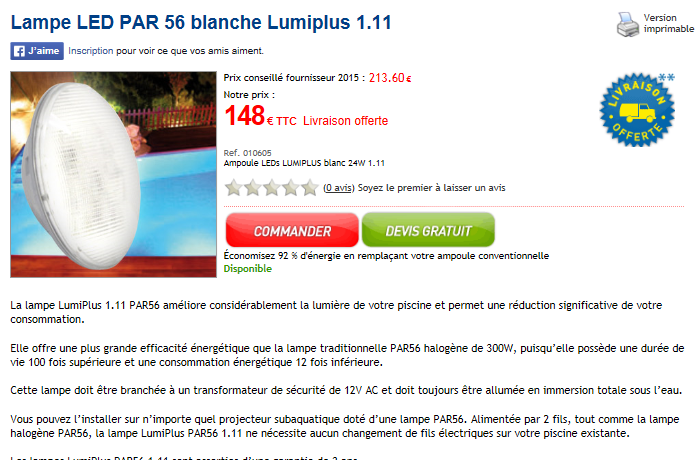 Lampe LED PAR 56 blanche Lumiplus 1.11
Version
imprimable
J'aime Inscription pour voir ce que vos amis aiment.
Prix conseillé fournisseur 2015 : 213.60 €
Notre prix :
148 € TTC Livraison offerte
LIVRAISON
OFFERTE
**
Ref. 010605
Ampoule LEDs LUMIPLUS blanc 24W 1.11
(0 avis) Soyez le premier à laisser un avis
COMMANDER DEVIS GRATUIT
Économisez 92 % d'énergie en remplaçant votre ampoule conventionnelle
Disponible
La lampe LumiPlus 1.11 PAR56 améliore considérablement la lumière de votre piscine et permet une réduction significative de votre
consommation.
Elle offre une plus grande efficacité énergétique que la lampe traditionnelle PAR56 halogène de 300W, puisqu'elle possède une durée de
vie 100 fois supérieure et une consommation énergétique 12 fois inférieure.
Cette lampe doit être branchée à un transformateur de sécurité de 12V AC et doit toujours être allumée en immersion totale sous l'eau.
Vous pouvez l'installer sur n'importe quel projecteur subaquatique doté d'une lampe PAR56. Alimentée par 2 fils, tout comme la lampe
halogène PAR56, la lampe LumiPlus PAR56 1.11 ne nécessite aucun changement de fils électriques sur votre piscine existante.